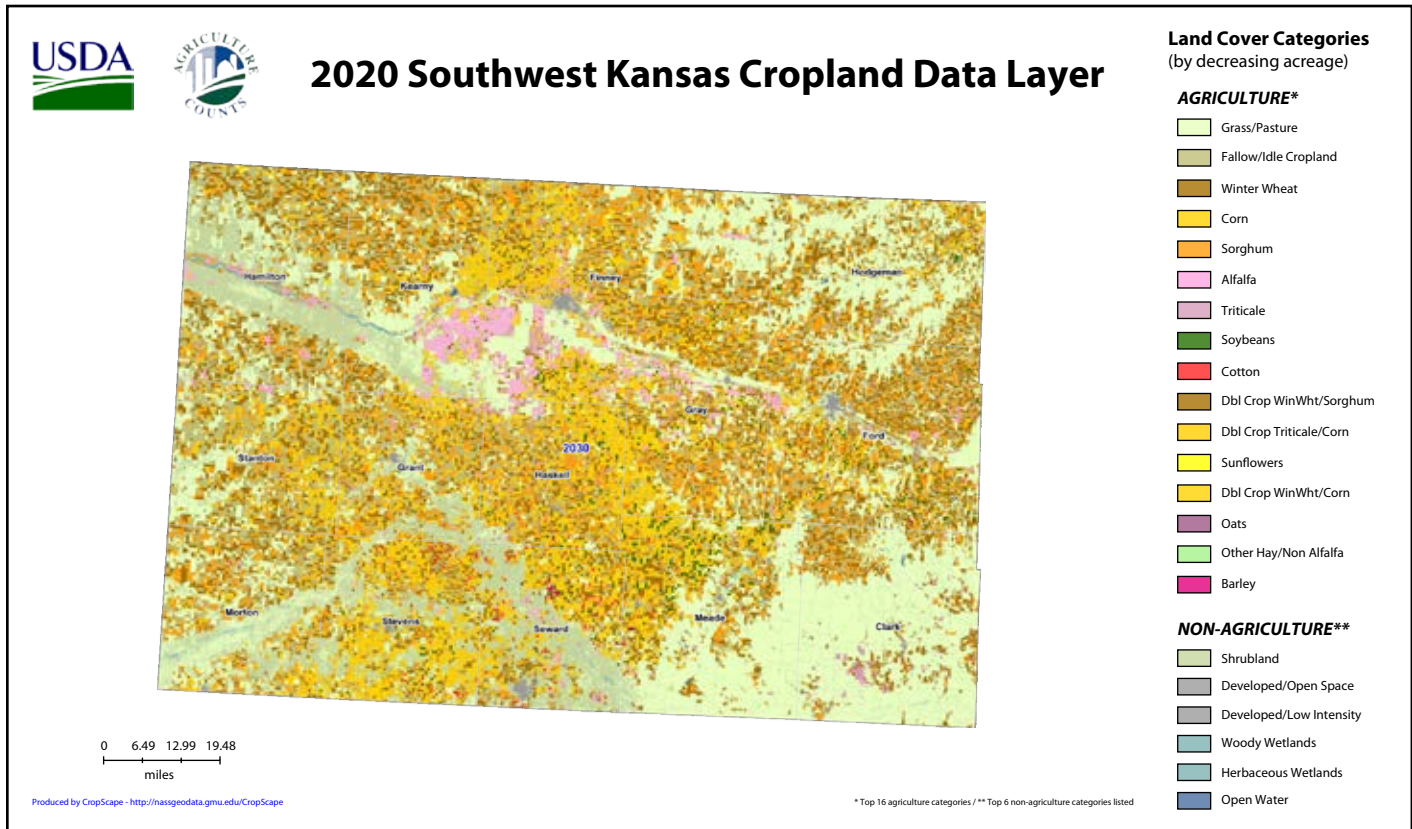 USDA
AGRICULTURE
COUNTS
2020 Southwest Kansas Cropland Data Layer
Land Cover Categories
(by decreasing acreage)
AGRICULTURE*
Grass/Pasture
Fallow/Idle Cropland
Winter Wheat
Corn
Sorghum
Alfalfa
Triticale
Soybeans
Cotton
Dbl Crop WinWht/Sorghum
Dbl Crop Triticale/Corn
Sunflowers
Dbl Crop WinWht/Corn
Oats
Other Hay/Non Alfalfa
Barley
NON-AGRICULTURE**
Shrubland
Developed/Open Space
Developed/Low Intensity
Woody Wetlands
Herbaceous Wetlands
Open Water
Hamilton
Kearny
Finney
Hodgeman
Gray
Ford
2030
Stanton
Grant
Haskell
Morton
Stevens
Seward
Meade
Clark
0 6.49 12.99 19.48
miles
Produced by CropScape - http://nassgeodata.gmu.edu/CropScape
* Top 16 agriculture categories / ** Top 6 non-agriculture categories listed